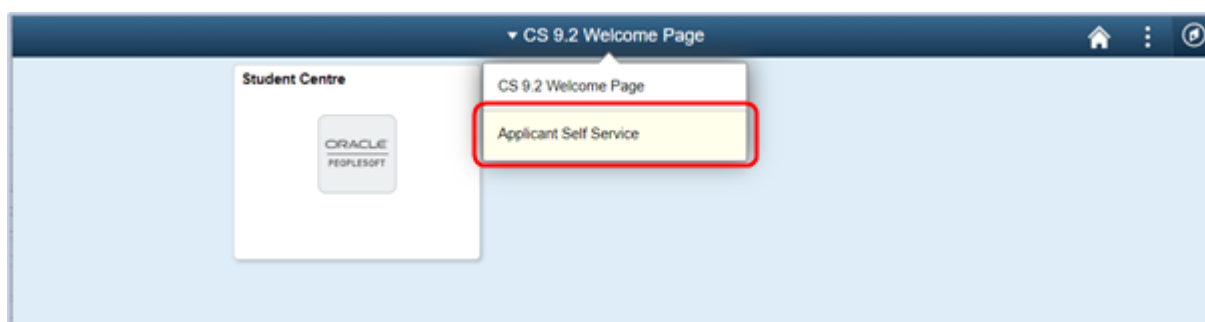 ▾ CS 9.2 Welcome Page
Student Centre
CS 9.2 Welcome Page
Applicant Self Service
ORACLE
PEOPLESOFT